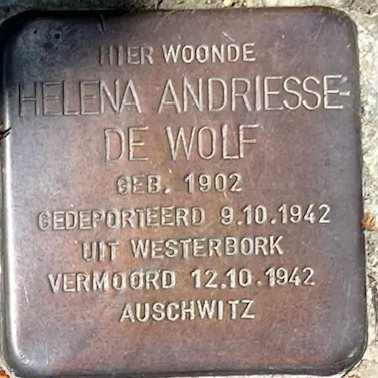 HIER WOONDE
HELENA ANDRIESSE-
DE WOLF
GEB. 1902
GEDEPORTEERD 9.10.1942
UIT WESTERBORK
VERMOORD 12.10.1942
AUSCHWITZ